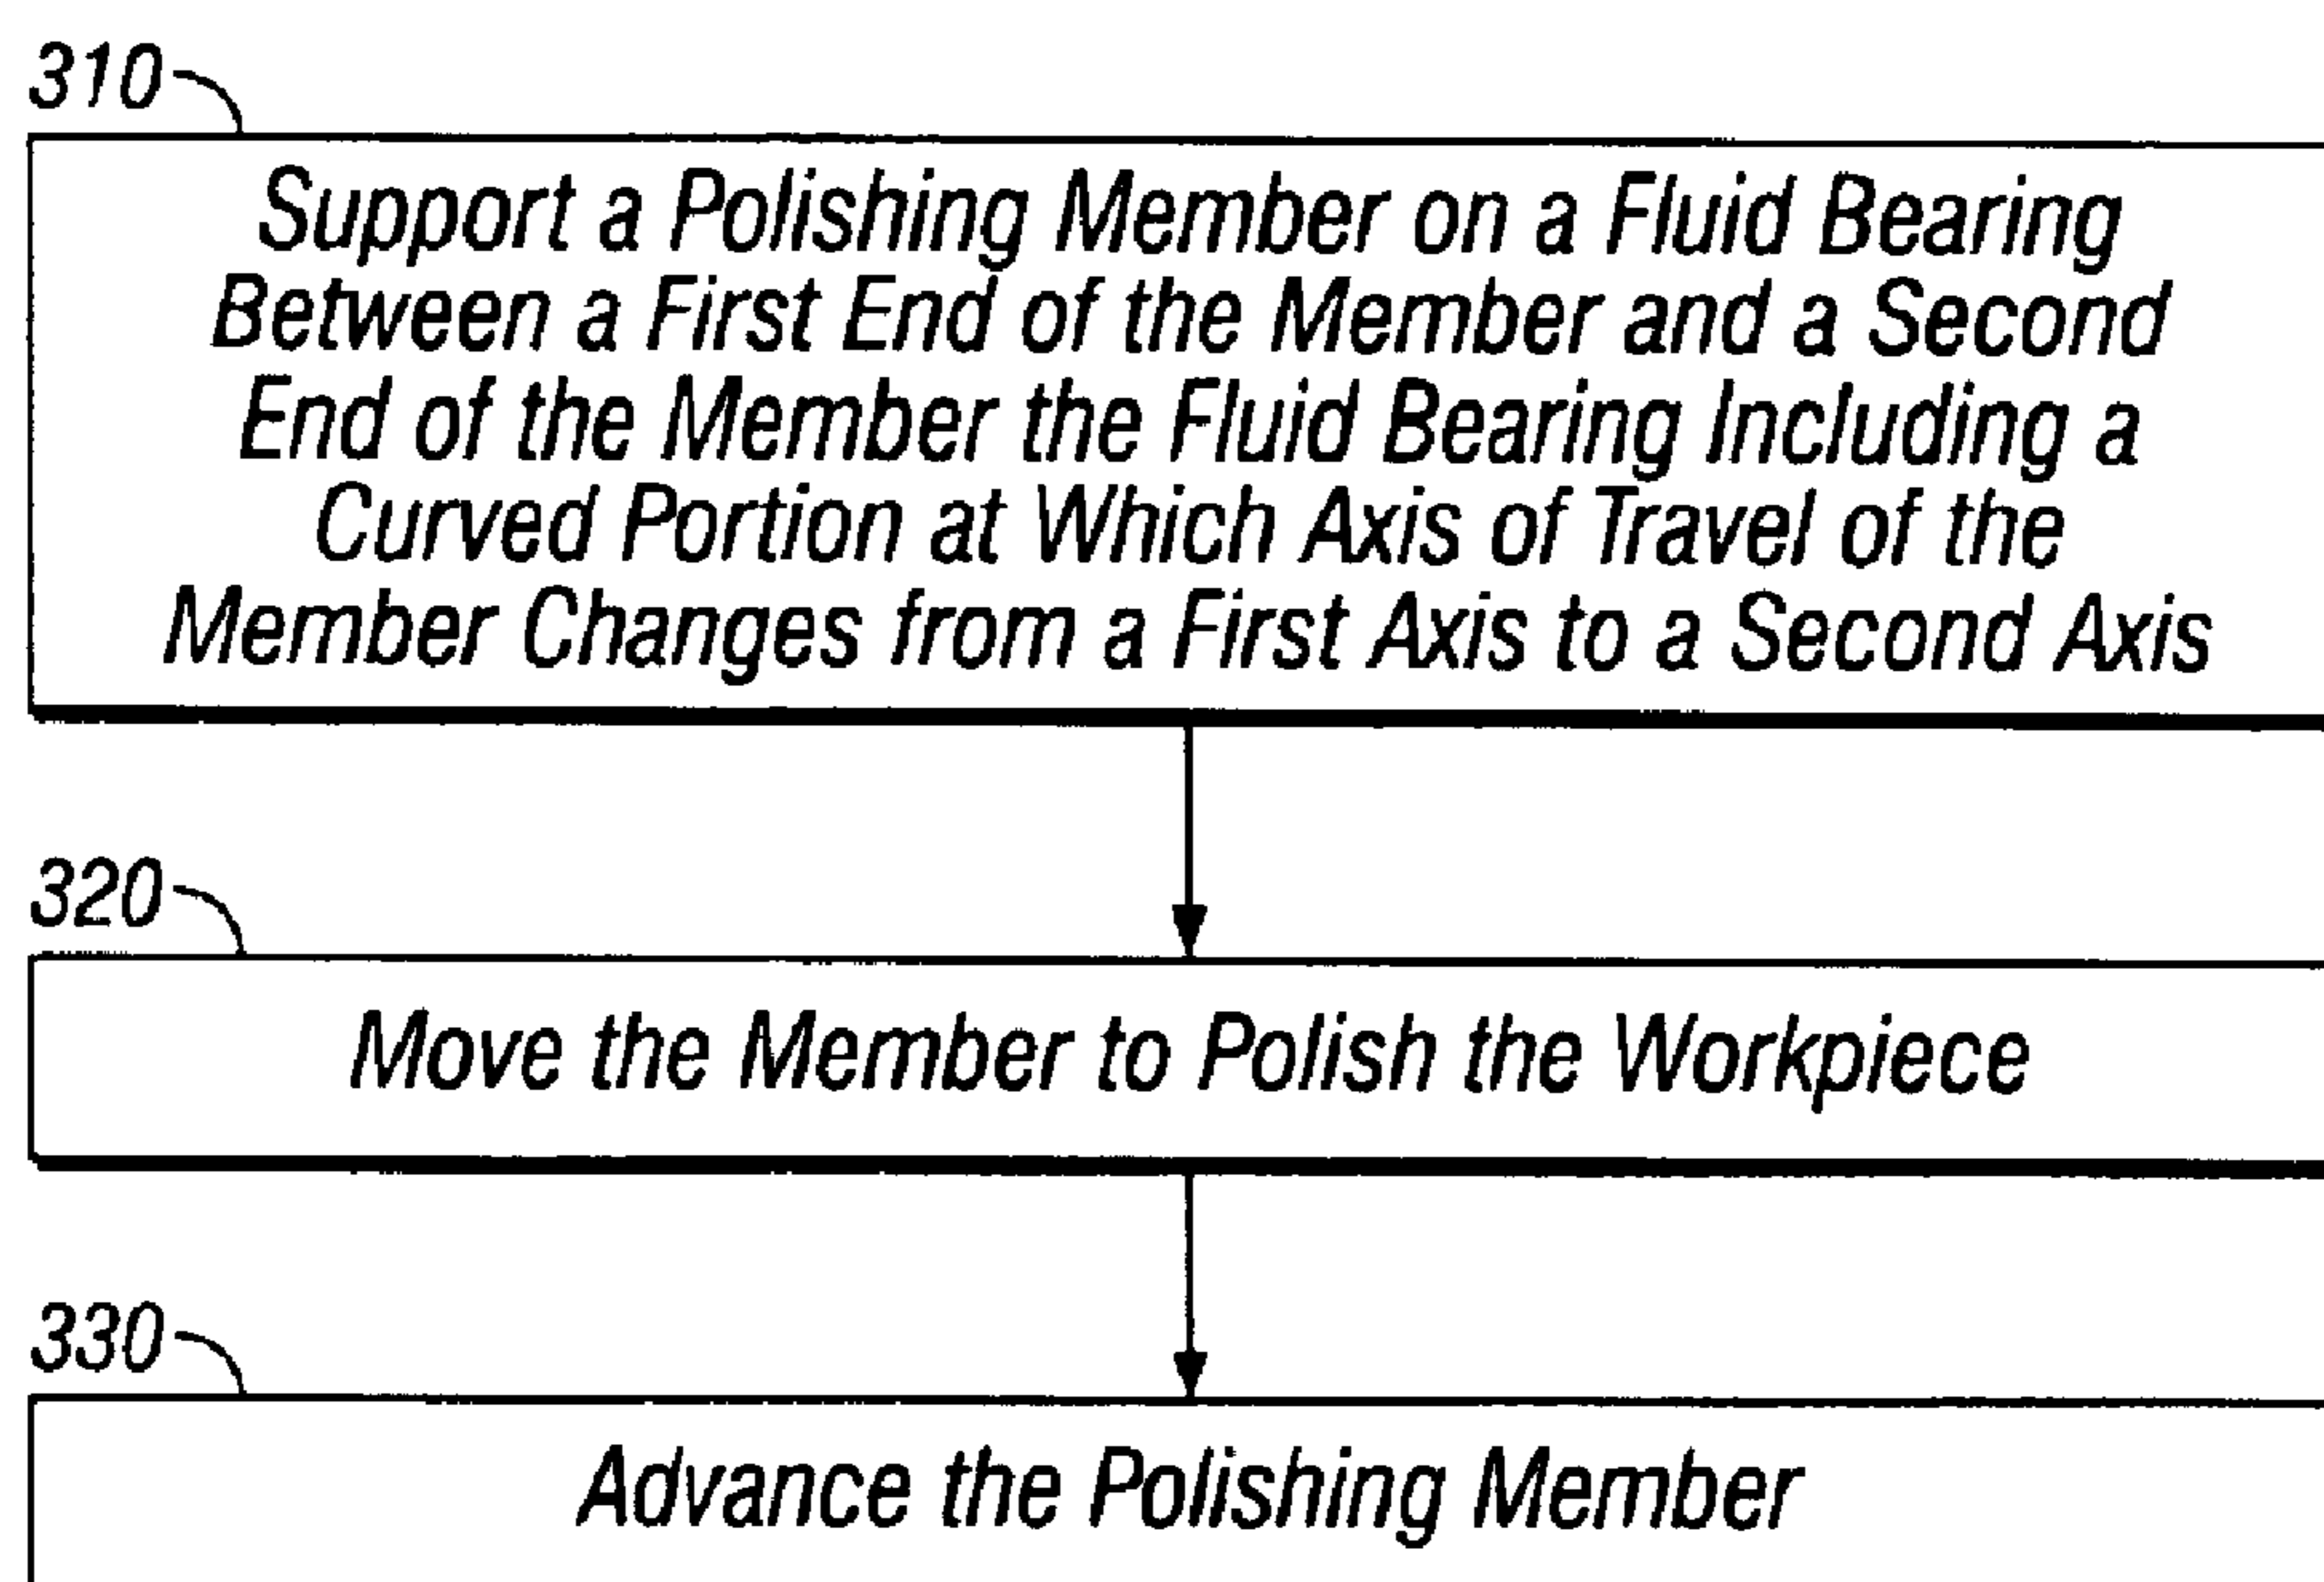 310
Support a Polishing Member on a Fluid Bearing
Between a First End of the Member and a Second
End of the Member the Fluid Bearing Including a
Curved Portion at Which Axis of Travel of the
Member Changes from a First Axis to a Second Axis
320
Move the Member to Polish the Workpiece
330
Advance the Polishing Member